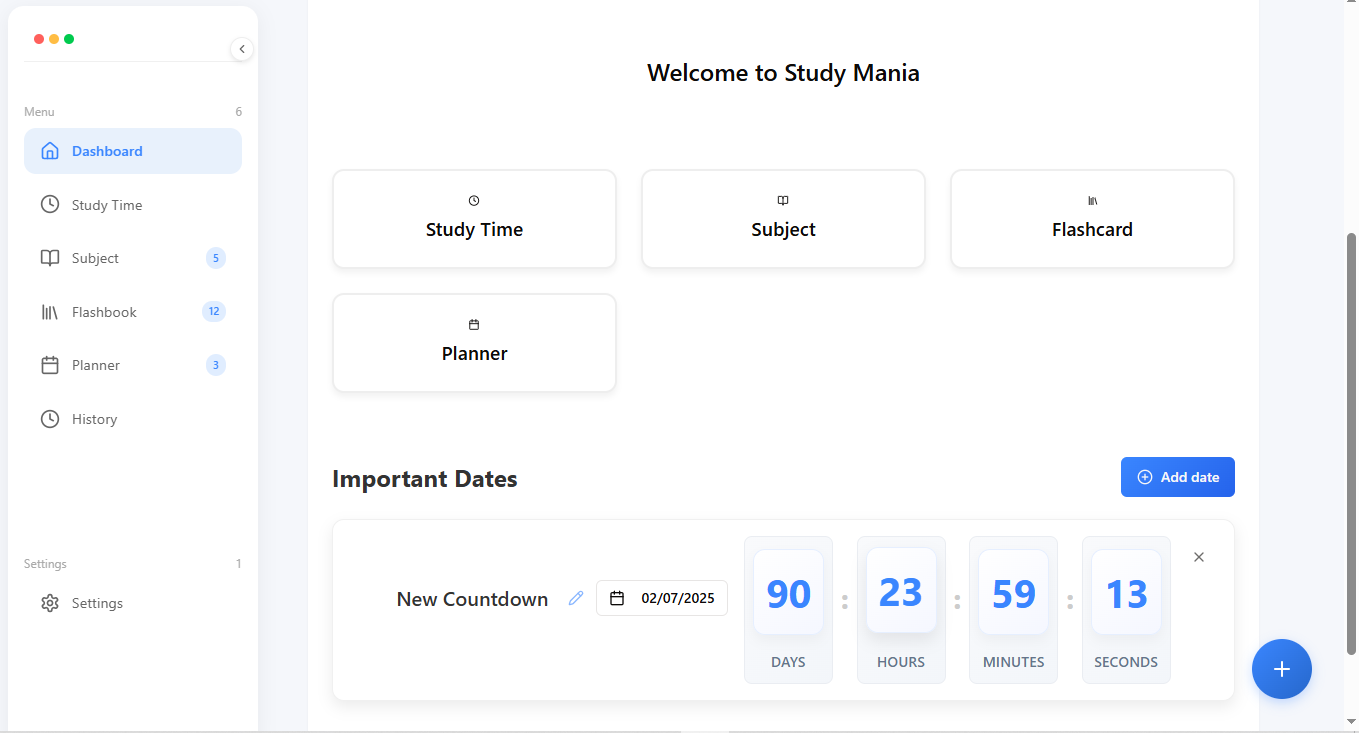 Menu 6
Dashboard
Study Time
Subject 5
Flashbook 12
Planner 3
History
Settings 1
Settings
Welcome to Study Mania
Study Time
Subject
Flashcard
Planner
Important Dates
Add date
New Countdown
02/07/2025
90 : 23 : 59 : 13
DAYS HOURS MINUTES SECONDS